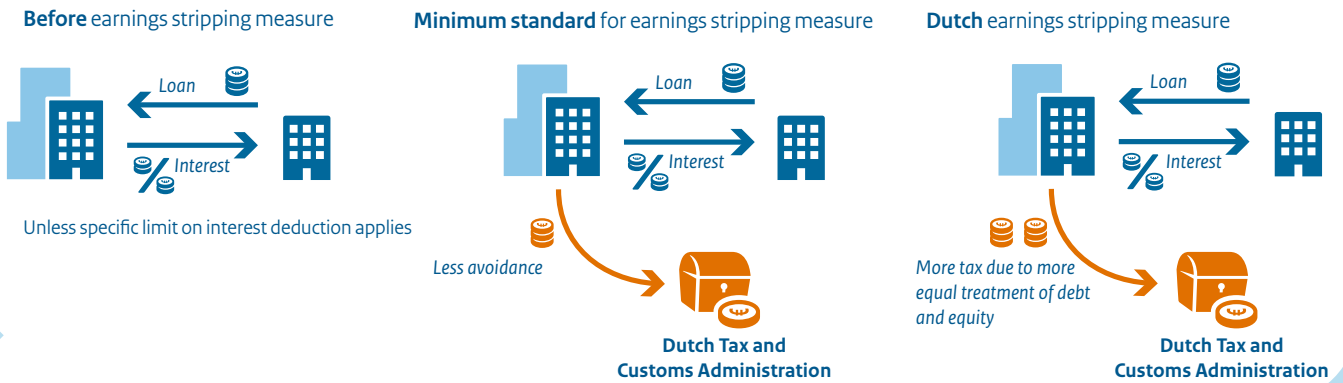 Before earnings stripping measure
Loan
Interest
Unless specific limit on interest deduction applies
Minimum standard for earnings stripping measure
Loan
Interest
Less avoidance
Dutch Tax and
Customs Administration
Dutch earnings stripping measure
Loan
Interest
More tax due to more
equal treatment of debt
and equity
Dutch Tax and
Customs Administration